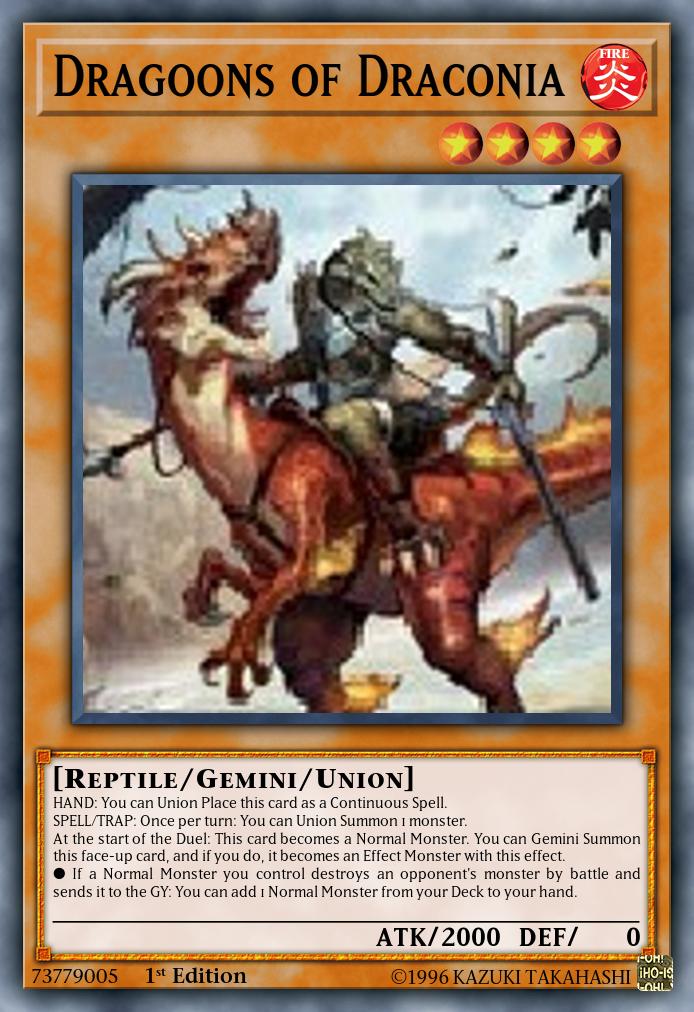 DRAGOONS OF DRACONIA
FIRE
炎
[REPTILE/GEMINI/UNION]
HAND: You can Union Place this card as a Continuous Spell.
SPELL/TRAP: Once per turn: You can Union Summon 1 monster.
At the start of the Duel: This card becomes a Normal Monster. You can Gemini Summon
this face-up card, and if you do, it becomes an Effect Monster with this effect.
● If a Normal Monster you control destroys an opponent's monster by battle and
sends it to the GY: You can add 1 Normal Monster from your Deck to your hand.
ATK/2000 DEF/ 0
73779005 1st Edition ©1996 KAZUKI TAKAHASHI